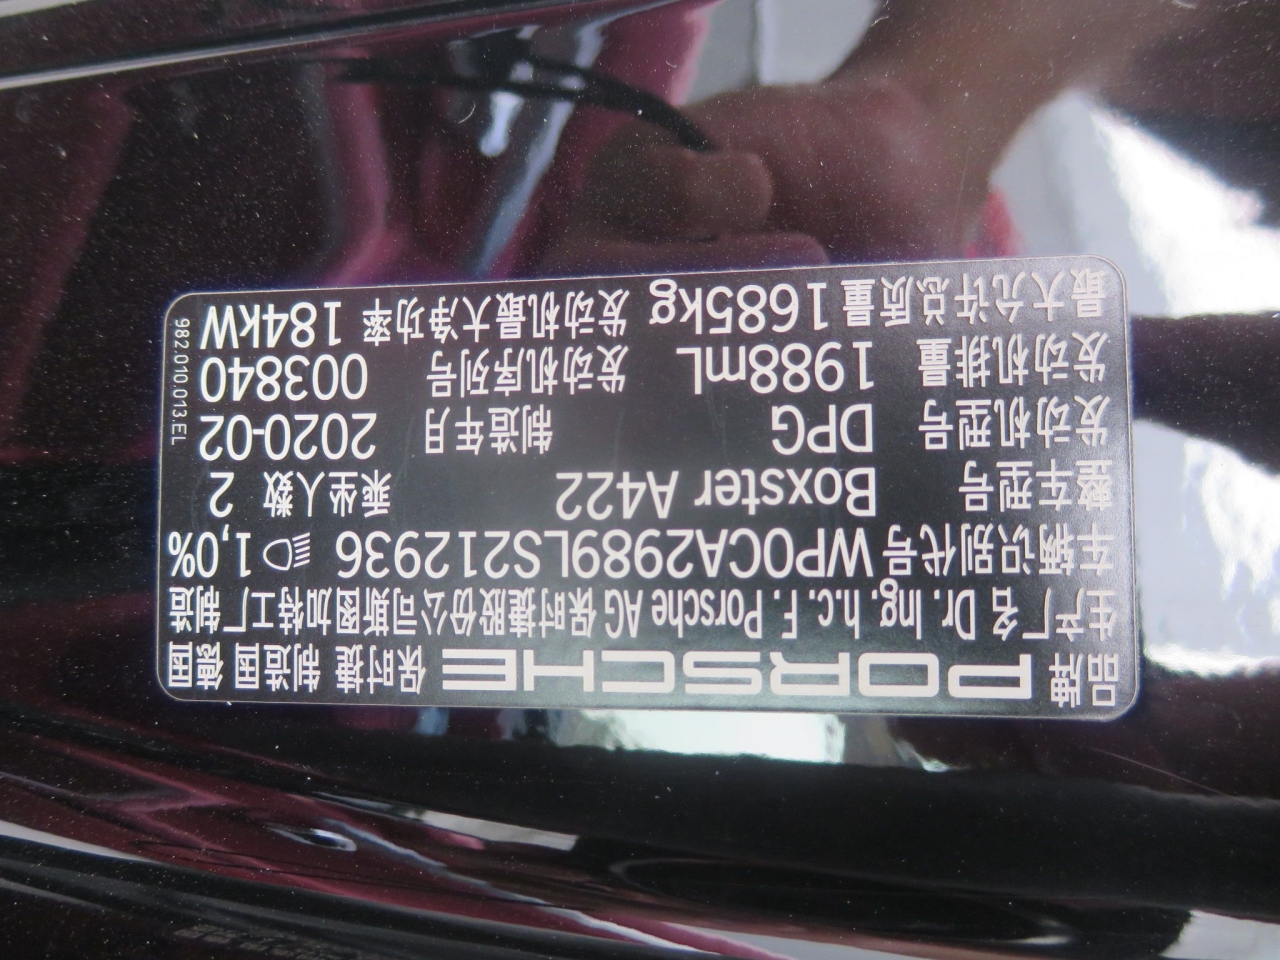 品牌 PORSCHE 保时捷 制造国 德国
生产厂名 Dr. Ing. h.c. F. Porsche AG 保时捷股份公司斯图加特工厂制造
车辆识别代号 WP0CA2989LS212936 1,0%
整车型号 Boxster A422 乘坐人数 2
发动机型号 DPG 制造年月 2020-02
发动机排量 1988mL 发动机序列号 003840
最大允许总质量 1685kg 发动机最大净功率 184kW
982.010.013.EL